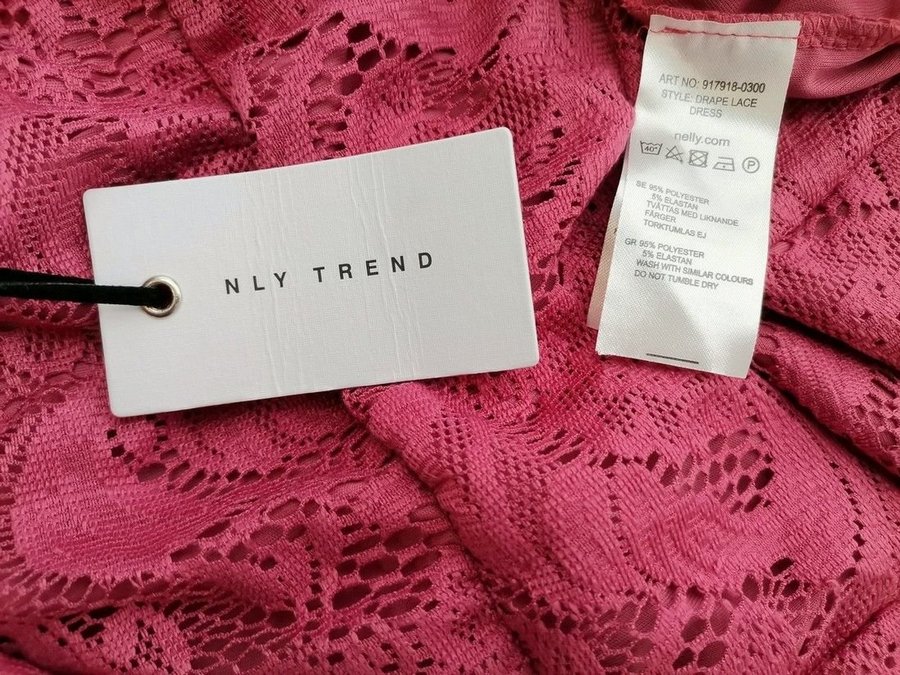 NLY TREND
ART NO: 917918-0300
STYLE: DRAPE LACE
DRESS
nelly.com
40°
P
SE 95% POLYESTER
5% ELASTAN
TVÄTTAS MED LIKNANDE
FÄRGER
TORKTUMLAS EJ
GR 95% POLYESTER
5% ELASTAN
WASH WITH SIMILAR COLOURS
DO NOT TUMBLE DRY